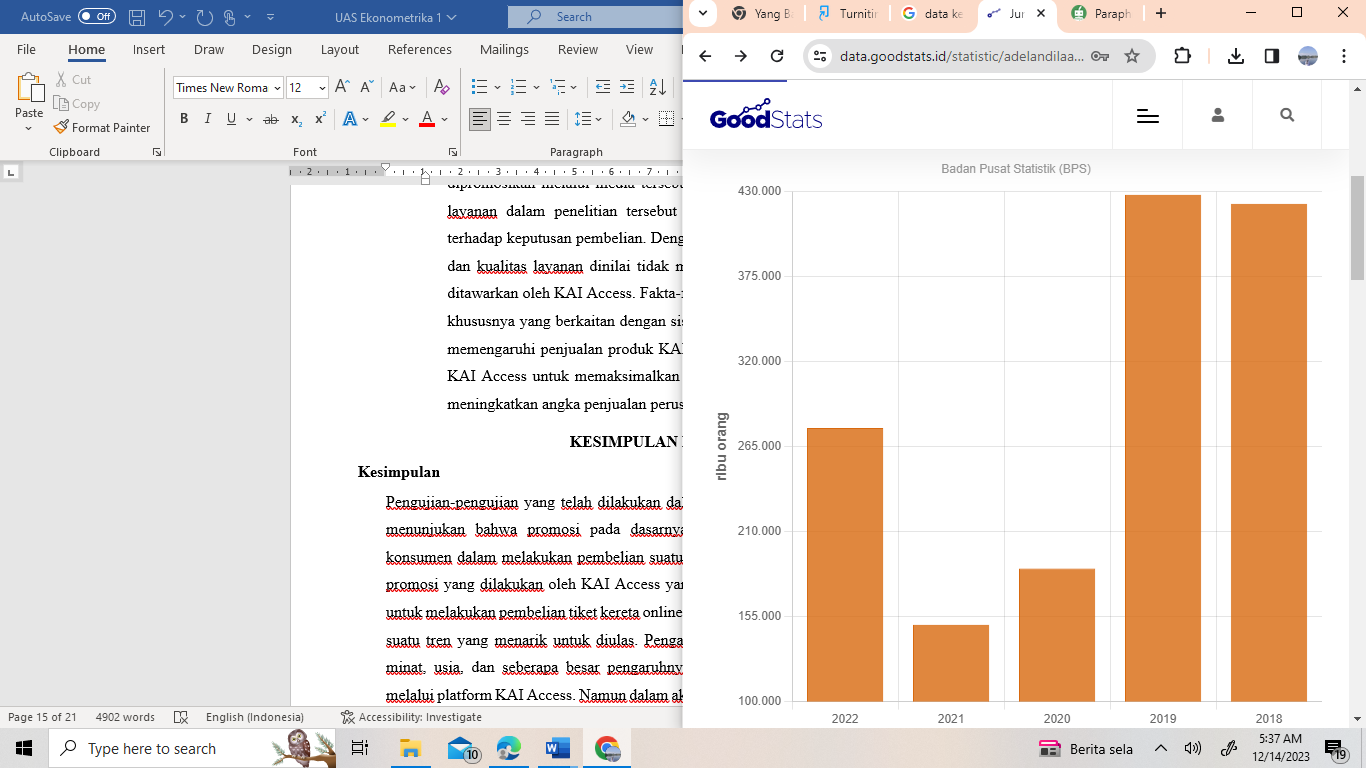 AutoSave Off
UAS Ekonometrika 1
Search
File Home Insert Draw Design Layout References Mailings Review View
Paste
Cut
Copy
Format Painter
Clipboard
Times New Roma 12
Font
Paragraph
layanan dalam penelitian tersebut
terhadap keputusan pembelian. Deng
dan kualitas layanan dinilai tidak m
ditawarkan oleh KAI Access. Fakta-f
khususnya yang berkaitan dengan sis
memengaruhi penjualan produk KAI
KAI Access untuk memaksimalkan
meningkatkan angka penjualan perus
KESIMPULAN
Kesimpulan
Pengujian-pengujian yang telah dilakukan dal
menunjukan bahwa promosi pada dasarnya
konsumen dalam melakukan pembelian suatu
promosi yang dilakukan oleh KAI Access yan
untuk melakukan pembelian tiket kereta online
suatu tren yang menarik untuk diulas. Penga
minat, usia, dan seberapa besar pengaruhny
melalui platform KAI Access. Namun dalam ak
Page 15 of 21 4902 words English (Indonesia) Accessibility: Investigate
Yang Ba
Turnitin
data ke
Jur
Paraph
data.goodstats.id/statistic/adelandilaa...
GoodStats
Badan Pusat Statistik (BPS)
430.000
375.000
320.000
265.000
210.000
155.000
100.000
ribu orang
2022 2021 2020 2019 2018
Type here to search
10
Berita sela
5:37 AM
12/14/2023
19